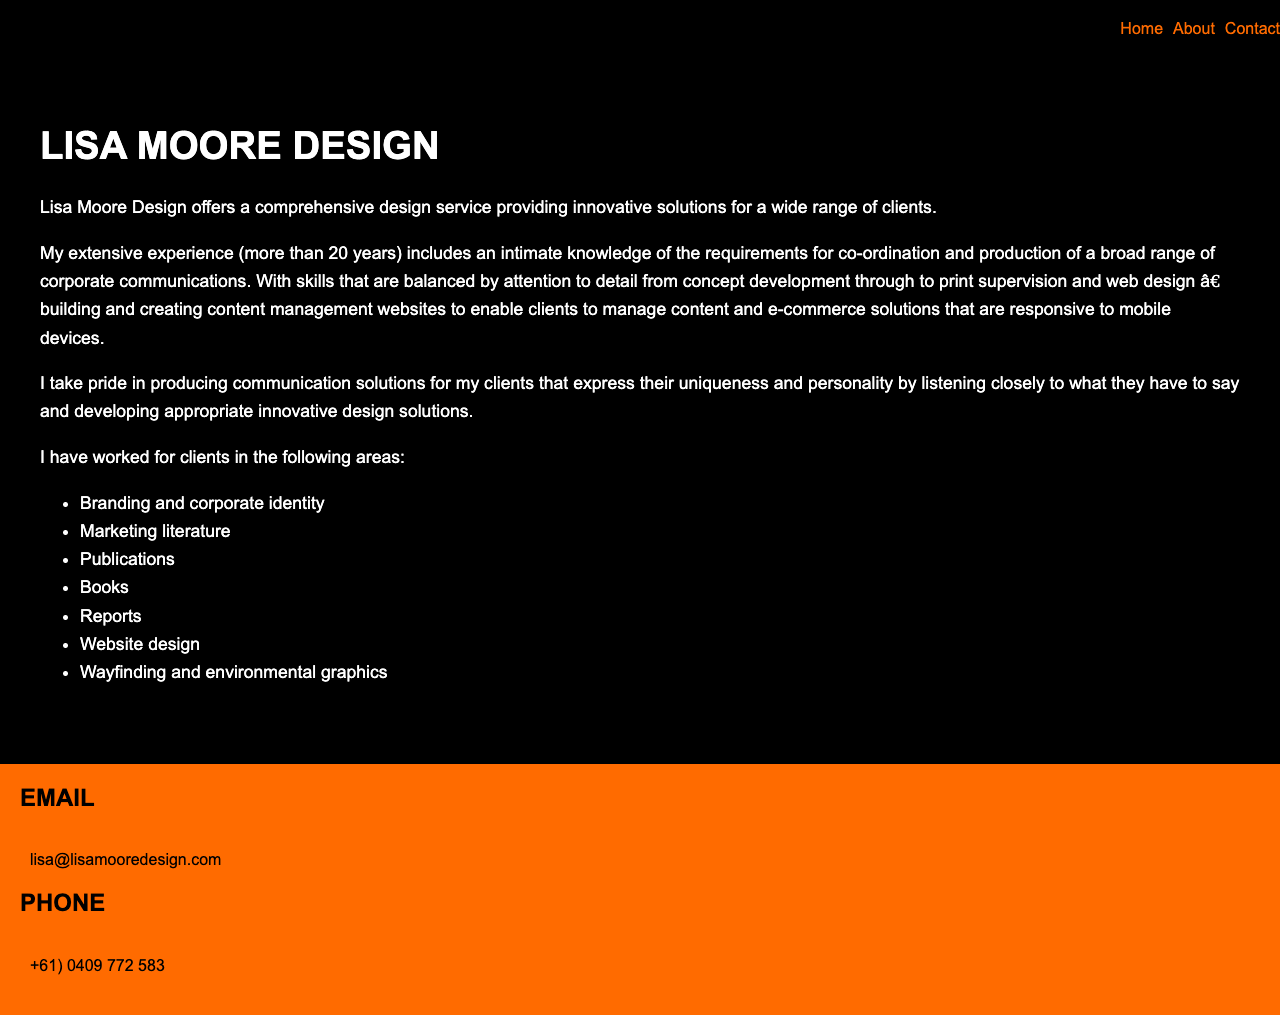 Home About Contact
LISA MOORE DESIGN
Lisa Moore Design offers a comprehensive design service providing innovative solutions for a wide range of clients.
My extensive experience (more than 20 years) includes an intimate knowledge of the requirements for co-ordination and production of a broad range of
corporate communications. With skills that are balanced by attention to detail from concept development through to print supervision and web design â€
building and creating content management websites to enable clients to manage content and e-commerce solutions that are responsive to mobile
devices.
I take pride in producing communication solutions for my clients that express their uniqueness and personality by listening closely to what they have to say
and developing appropriate innovative design solutions.
I have worked for clients in the following areas:
• Branding and corporate identity
• Marketing literature
• Publications
• Books
• Reports
• Website design
• Wayfinding and environmental graphics
EMAIL
lisa@lisamooredesign.com
PHONE
+61) 0409 772 583